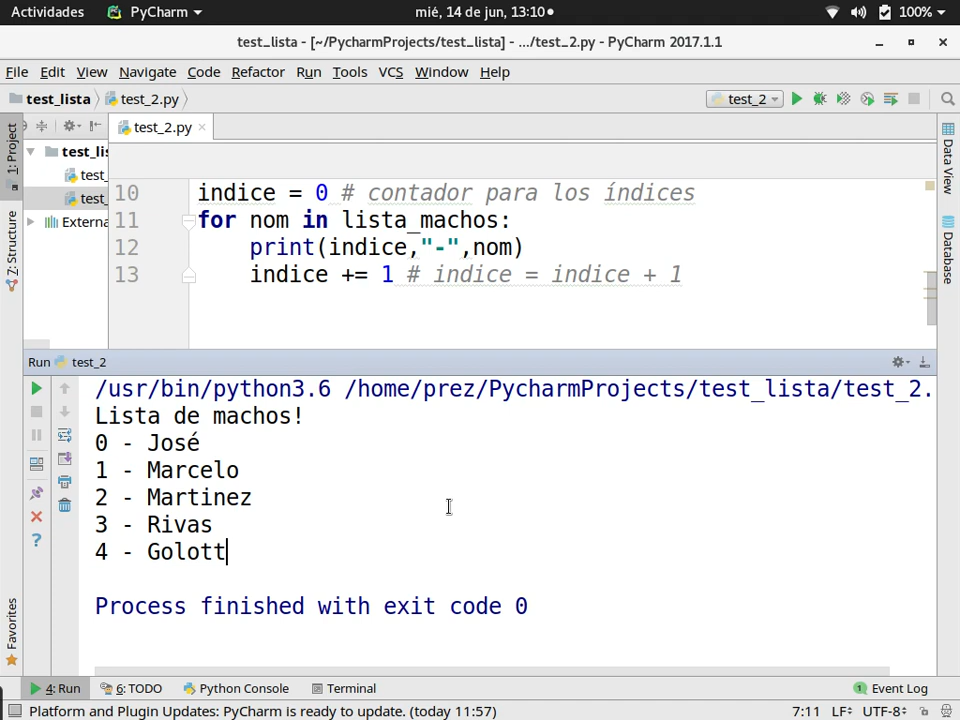 Actividades PyCharm mié, 14 de jun, 13:10 100%
test_lista - [~/PycharmProjects/test_lista] - .../test_2.py - PyCharm 2017.1.1
File Edit View Navigate Code Refactor Run Tools VCS Window Help
test_lista test_2.py test_2
1: Project
7: Structure
Favorites
Data View
Database
test_2.py
test_li
test_
test_
Externa
10 indice = 0 # contador para los índices
11 for nom in lista_machos:
12 print(indice,"-",nom)
13 indice += 1 # indice = indice + 1
Run test_2
/usr/bin/python3.6 /home/prez/PycharmProjects/test_lista/test_2.
Lista de machos!
0 - José
1 - Marcelo
2 - Martinez
3 - Rivas
4 - Golott
Process finished with exit code 0
4: Run 6: TODO Python Console Terminal 1 Event Log
Platform and Plugin Updates: PyCharm is ready to update. (today 11:57) 7:11 LF÷ UTF-8÷